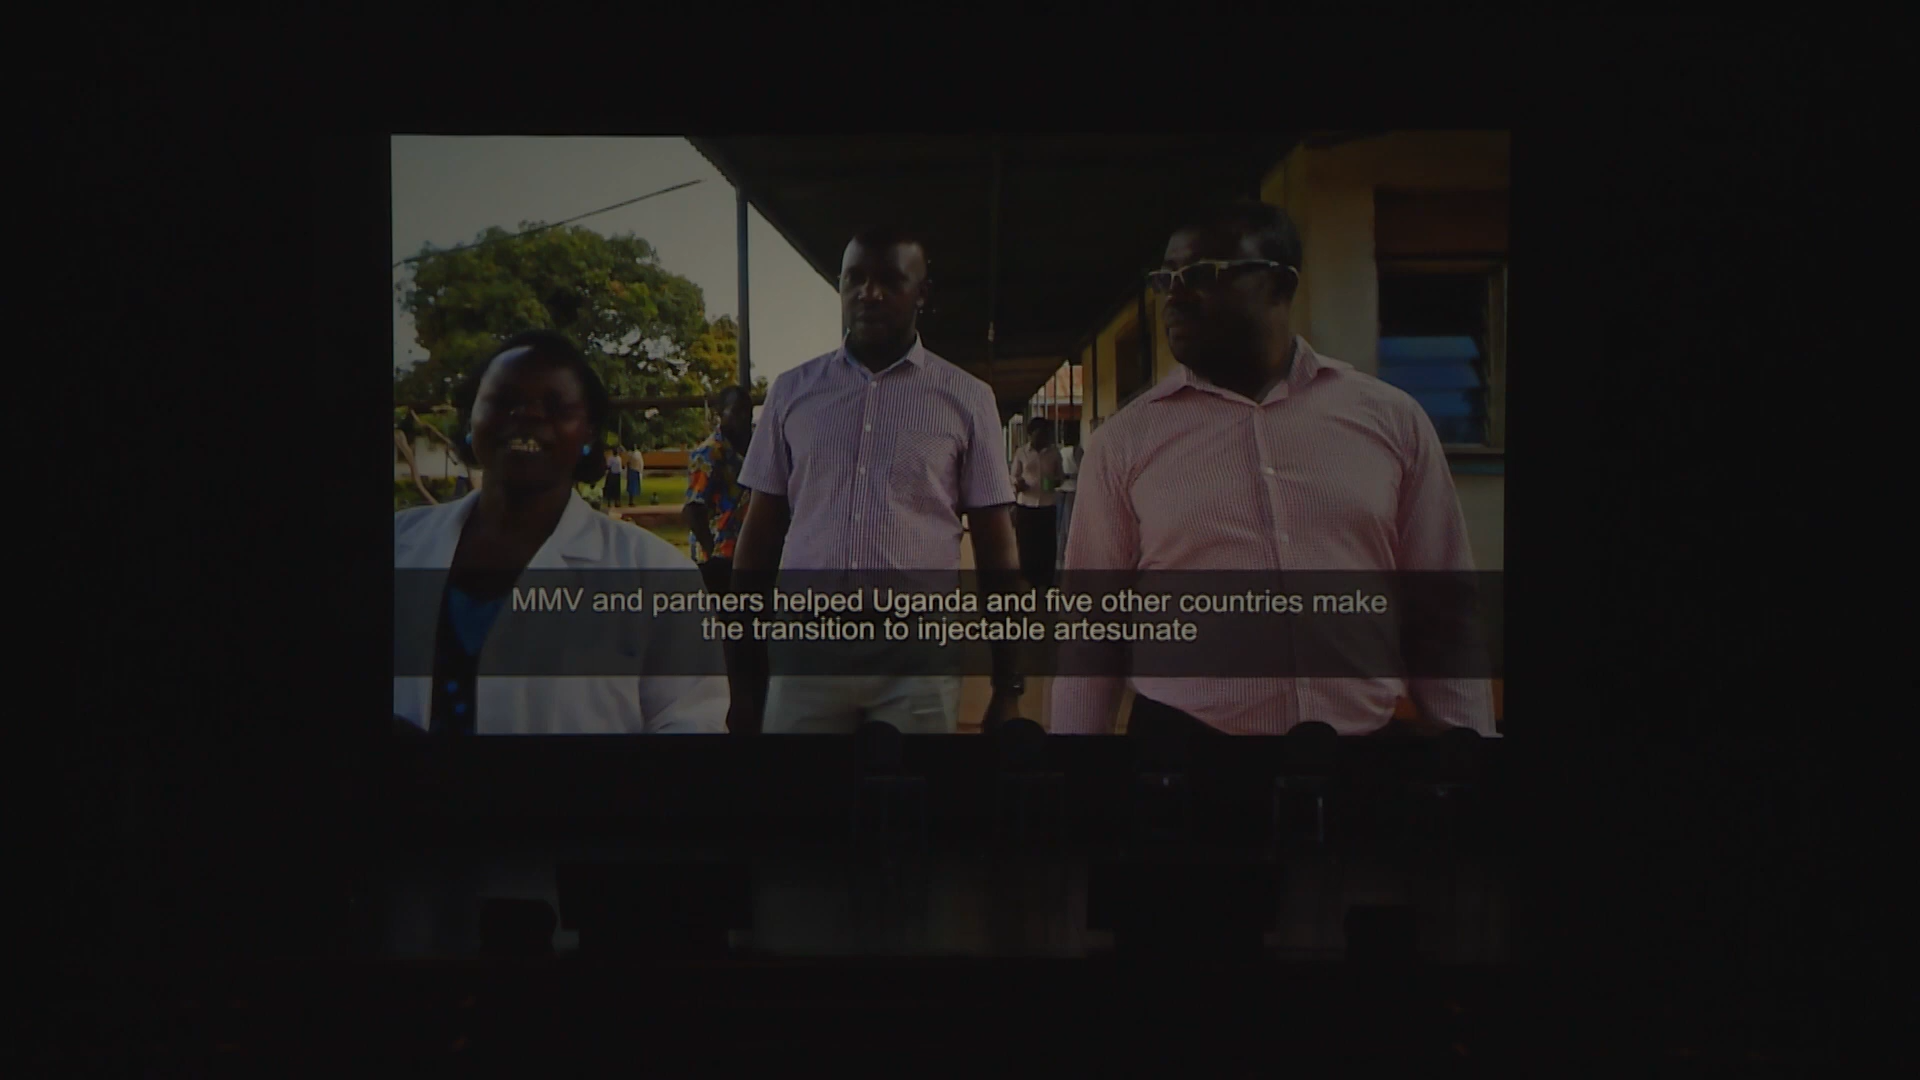 MMV and partners helped Uganda and five other countries make
the transition to injectable artesunate